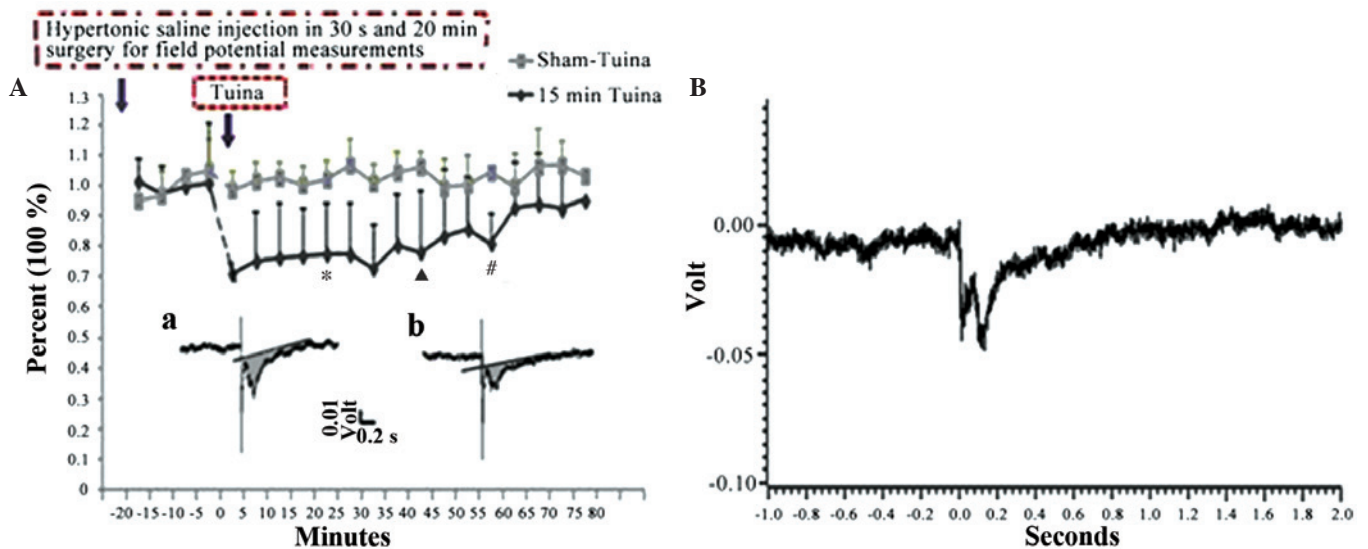 Hypertonic saline injection in 30 s and 20 min
surgery for field potential measurements
Sham-Tuina
15 min Tuina
Tuina
A
1.3
1.2
1.1
1.0
0.9
0.8
0.7
0.6
0.5
0.4
0.3
0.2
0.1
0
Percent (100 %)
* ▲ #
a
b
0.01
Volt
0.2 s
-20 -15 -10 -5 0 5 10 15 20 25 30 35 40 45 50 55 60 65 70 75 80
Minutes
B
0.00
-0.05
-0.10
Volt
-1.0 -0.8 -0.6 -0.4 -0.2 0.0 0.2 0.4 0.6 0.8 1.0 1.2 1.4 1.6 1.8 2.0
Seconds